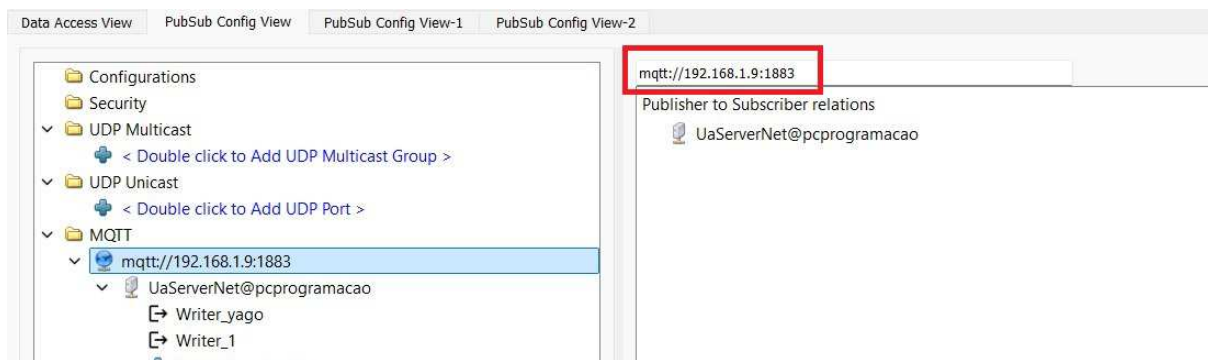 Data Access View PubSub Config View PubSub Config View-1 PubSub Config View-2
Configurations
Security
UDP Multicast
< Double click to Add UDP Multicast Group >
UDP Unicast
< Double click to Add UDP Port >
MQTT
mqtt://192.168.1.9:1883
UaServerNet@pcprogramacao
Writer_yago
Writer_1
mqtt://192.168.1.9:1883
Publisher to Subscriber relations
UaServerNet@pcprogramacao